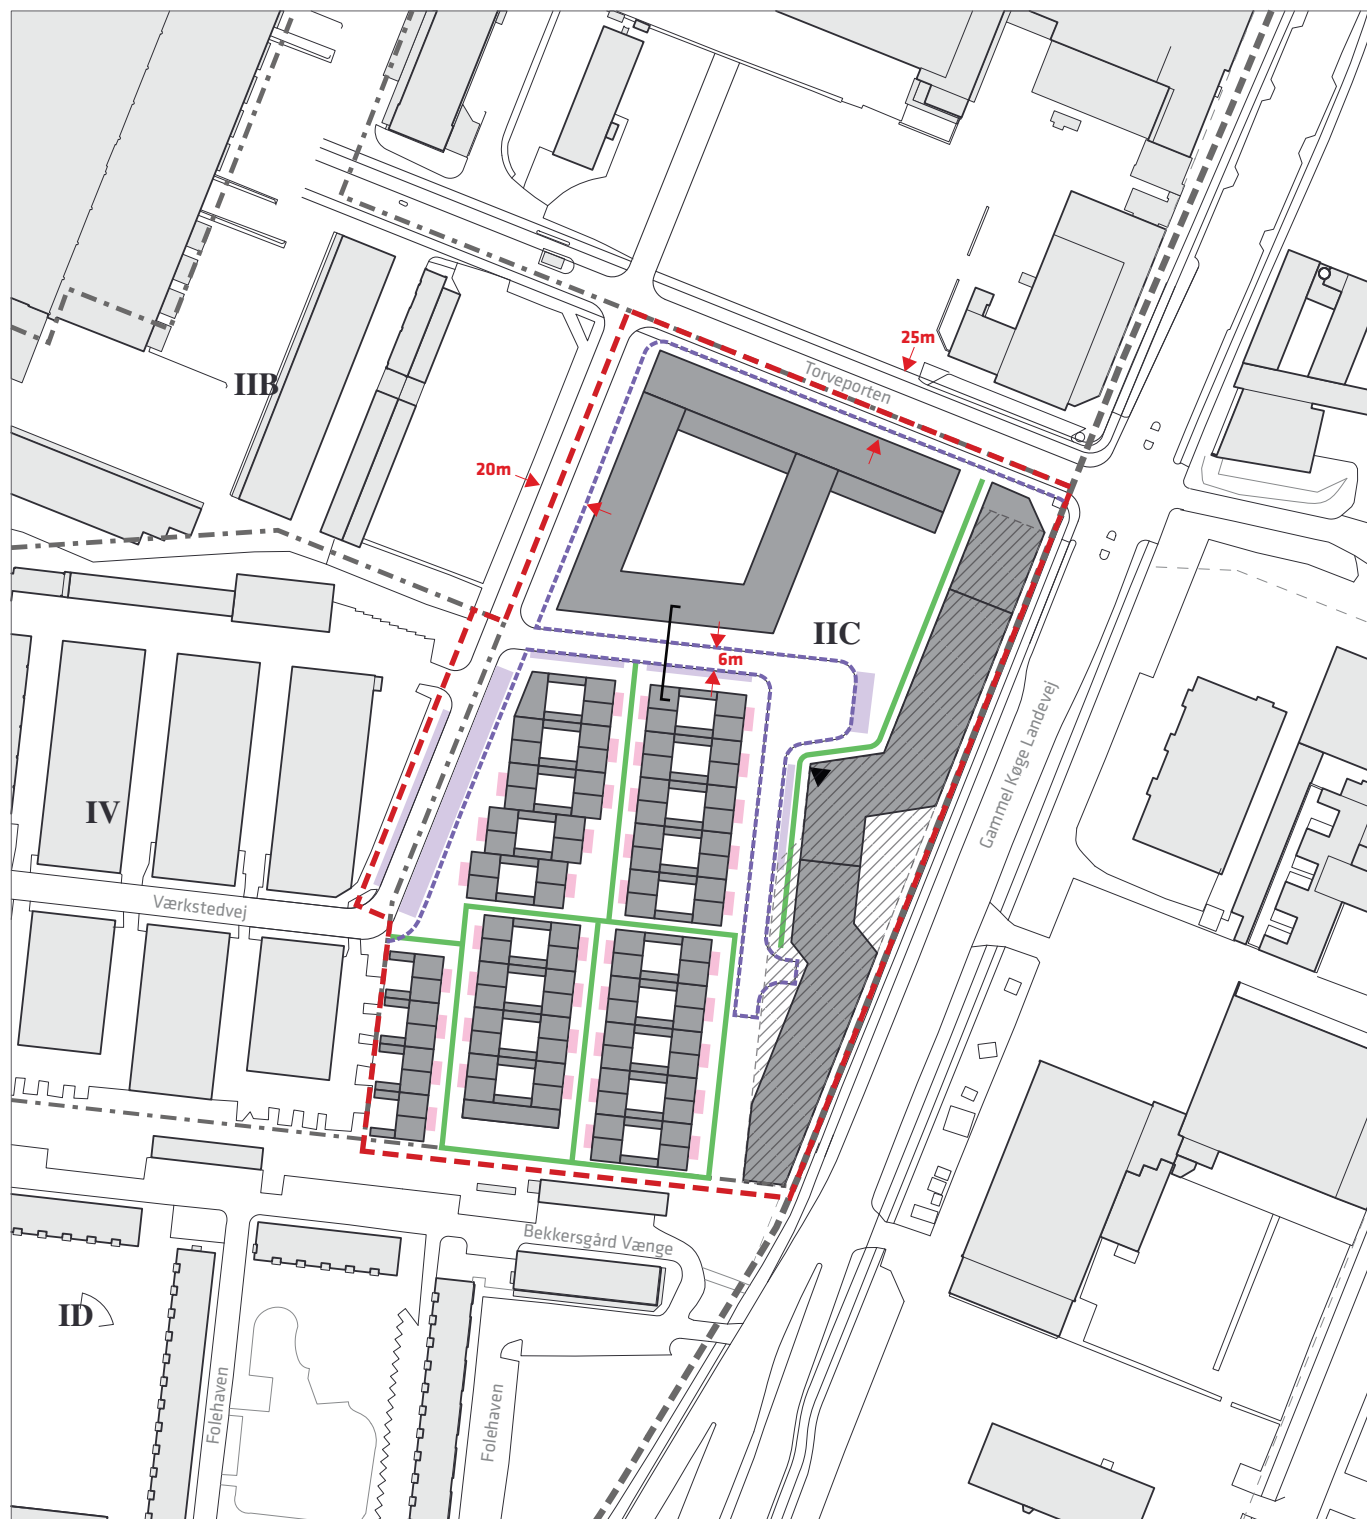 25m
Torveporten
IIB
20m
IIC
6m
Gammel Køge Landevej
IV
Værkstedvej
Bekkersgård Vænge
ID
Folehaven
Folehaven